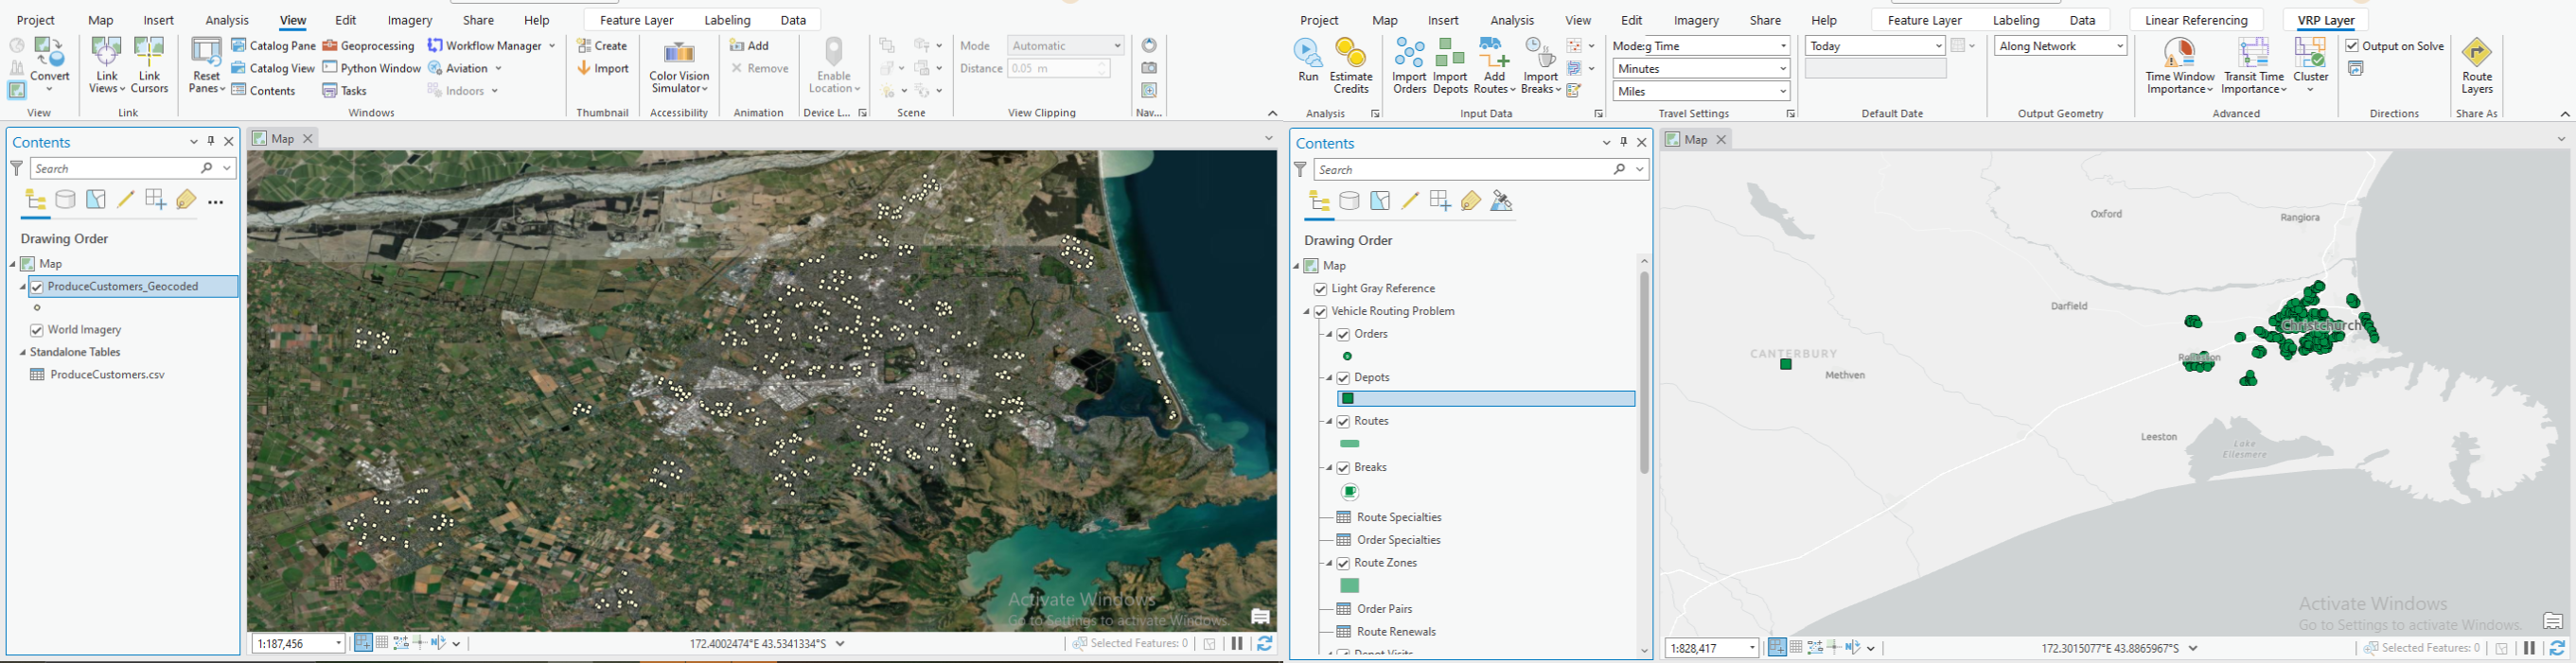 Project Map Insert Analysis View Edit Imagery Share Help Feature Layer Labeling Data
Convert
View
Link Views
Link Cursors
Link
Reset Panes
Catalog Pane
Catalog View
Contents
Geoprocessing
Python Window
Tasks
Windows
Workflow Manager
Aviation
Indoors
Create
Import
Thumbnail
Color Vision Simulator
Accessibility
Add
Remove
Animation
Enable Location
Device L...
Scene
Mode Automatic
Distance 0.05 m
View Clipping
Nav...
Contents
Search
Drawing Order
Map
ProduceCustomers_Geocoded
World Imagery
Standalone Tables
ProduceCustomers.csv
Map
Activate Windows
Go to Settings to activate Windows.
1:187,456
172.4002474°E 43.5341334°S
Selected Features: 0
Project Map Insert Analysis View Edit Imagery Share Help Feature Layer Labeling Data Linear Referencing VRP Layer
Run
Estimate Credits
Analysis
Import Orders
Import Depots
Add Routes
Import Breaks
Input Data
Mode:g Time
Minutes
Miles
Travel Settings
Today
Default Date
Along Network
Output Geometry
Time Window Importance
Transit Time Importance
Cluster
Advanced
Output on Solve
Directions
Route Layers
Share As
Contents
Search
Drawing Order
Map
Light Gray Reference
Vehicle Routing Problem
Orders
Depots
Routes
Breaks
Route Specialties
Order Specialties
Route Zones
Order Pairs
Route Renewals
Depot Visits
Map
Oxford
Rangiora
Darfield
Christchurch
CANTERBURY
Rolleston
Methven
Leeston
Lake Ellesmere
Activate Windows
Go to Settings to activate Windows.
1:828,417
172.3015077°E 43.8865967°S
Selected Features: 0